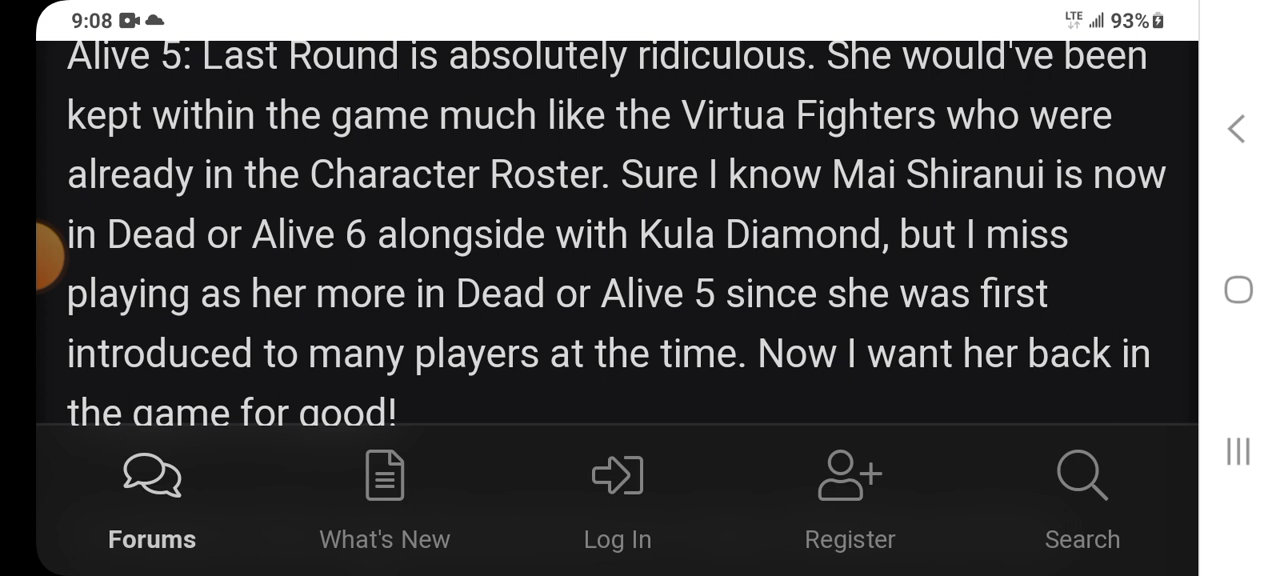 9:08 LTE 93%
Alive 5: Last Round is absolutely ridiculous. She would've been
kept within the game much like the Virtua Fighters who were
already in the Character Roster. Sure I know Mai Shiranui is now
in Dead or Alive 6 alongside with Kula Diamond, but I miss
playing as her more in Dead or Alive 5 since she was first
introduced to many players at the time. Now I want her back in
the game for good!
Forums What's New Log In Register Search